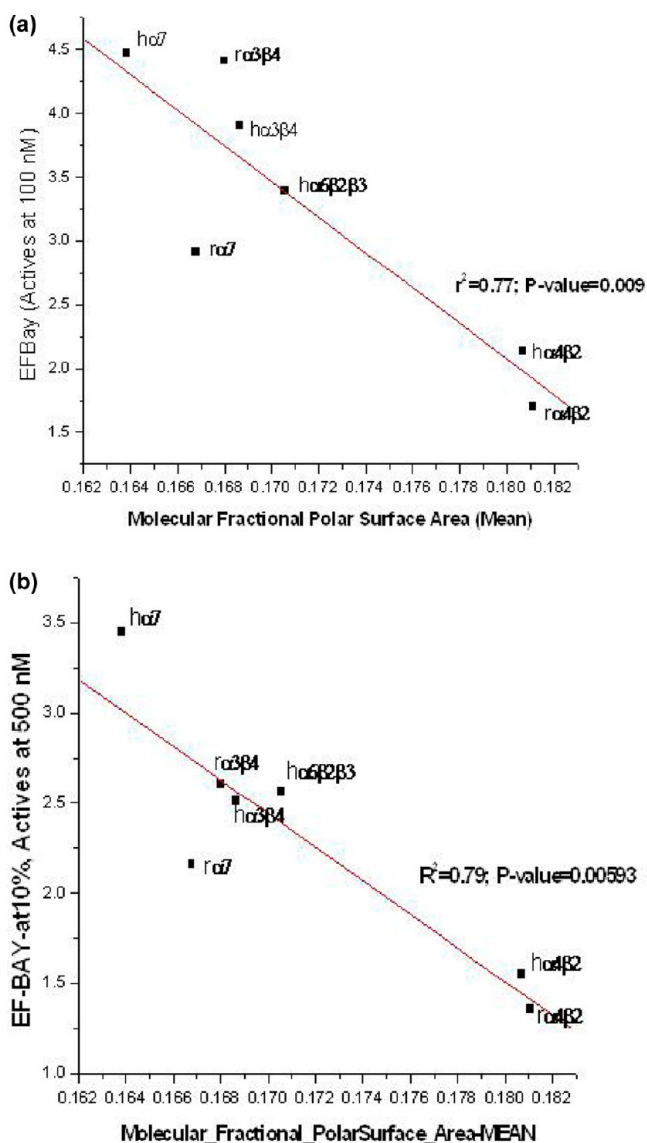 (a)
EFBay (Actives at 100 nM)
4.5
4.0
3.5
3.0
2.5
2.0
1.5
hα7
rα3β4
hα3β4
hα6β2β3
rα7
r²=0.77; P-value=0.009
hα4β2
rα4β2
0.162 0.164 0.166 0.168 0.170 0.172 0.174 0.176 0.178 0.180 0.182
Molecular Fractional Polar Surface Area (Mean)
(b)
EF-BAY-at10%, Actives at 500 nM
3.5
3.0
2.5
2.0
1.5
1.0
hα7
rα3β4
hα6β2β3
hα3β4
rα7
R²=0.79; P-value=0.00593
hα4β2
rα4β2
0.162 0.164 0.166 0.168 0.170 0.172 0.174 0.176 0.178 0.180 0.182
Molecular_Fractional_PolarSurface_Area-MEAN